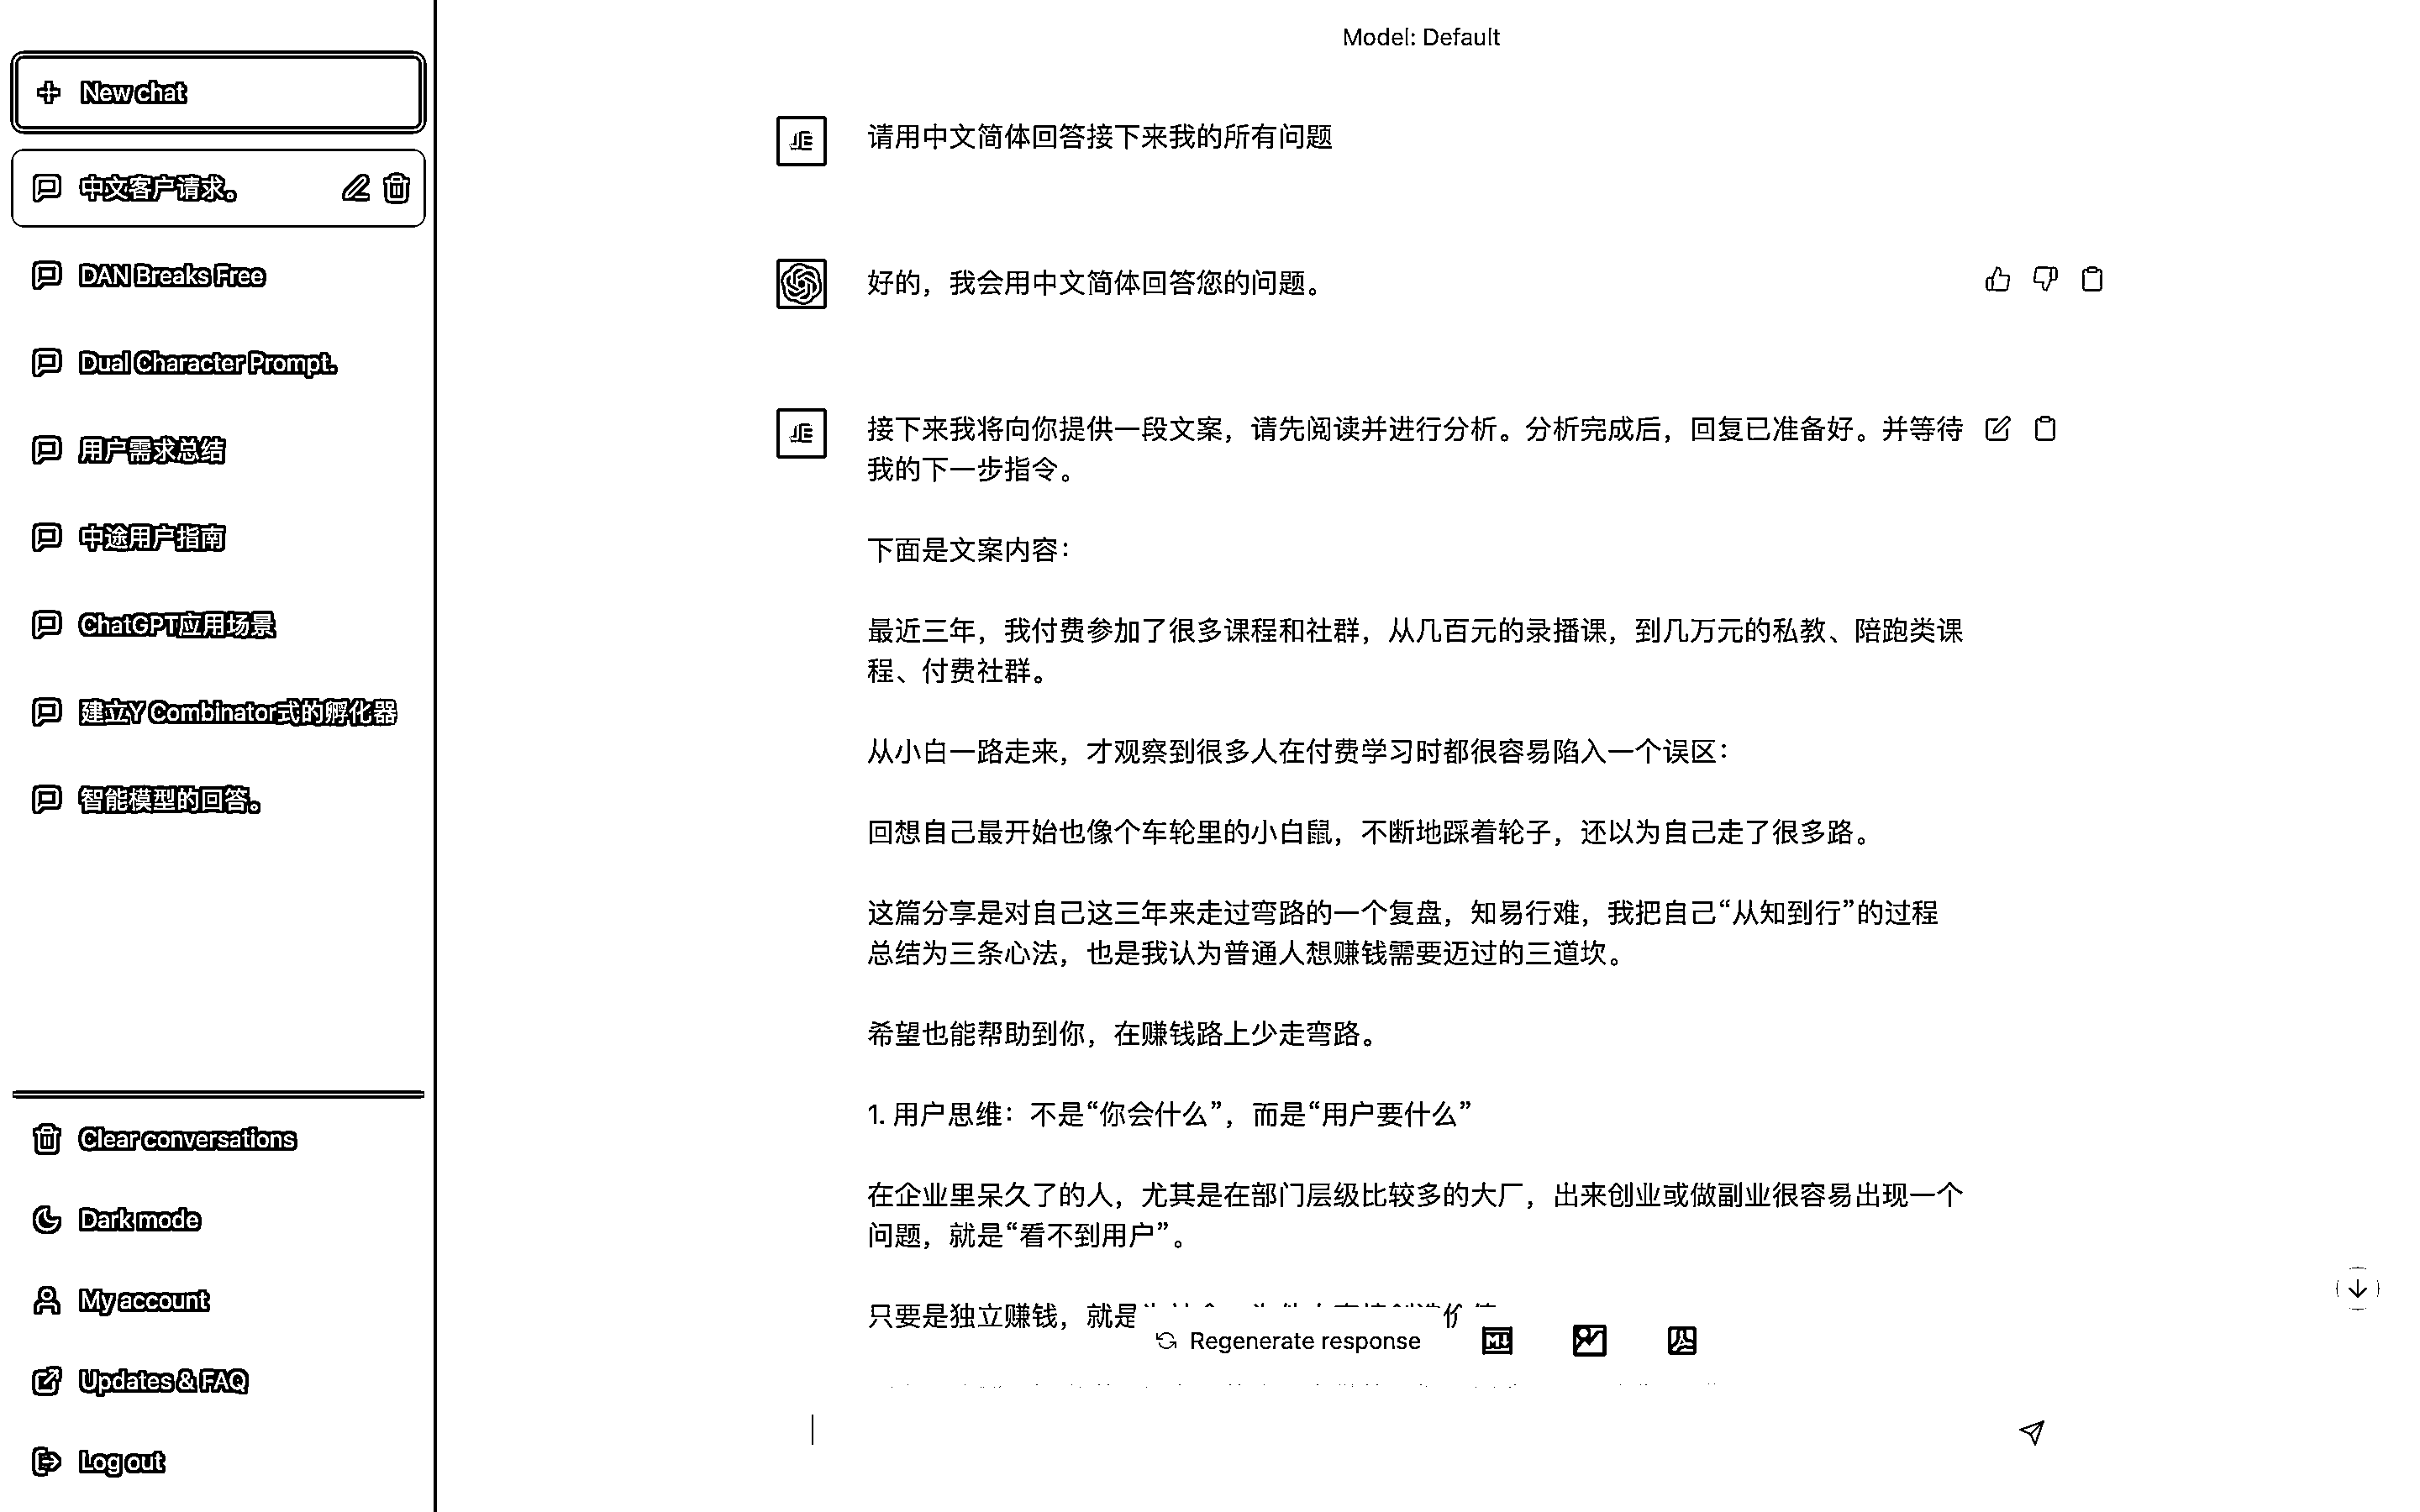 New chat
中文客户请求。
DAN Breaks Free
Dual Character Prompt.
用户需求总结
中途用户指南
ChatGPT应用场景
建立Y Combinator式的孵化器
智能模型的回答。
Clear conversations
Dark mode
My account
Updates & FAQ
Log out
Model: Default
JE
请用中文简体回答接下来我的所有问题
好的，我会用中文简体回答您的问题。
JE
接下来我将向你提供一段文案，请先阅读并进行分析。分析完成后，回复已准备好。并等待
我的下一步指令。
下面是文案内容：
最近三年，我付费参加了很多课程和社群，从几百元的录播课，到几万元的私教、陪跑类课
程、付费社群。
从小白一路走来，才观察到很多人在付费学习时都很容易陷入一个误区：
回想自己最开始也像个车轮里的小白鼠，不断地踩着轮子，还以为自己走了很多路。
这篇分享是对自己这三年来走过弯路的一个复盘，知易行难，我把自己“从知到行”的过程
总结为三条心法，也是我认为普通人想赚钱需要迈过的三道坎。
希望也能帮助到你，在赚钱路上少走弯路。
1. 用户思维：不是“你会什么”，而是“用户要什么”
在企业里呆久了的人，尤其是在部门层级比较多的大厂，出来创业或做副业很容易出现一个
问题，就是“看不到用户”。
只要是独立赚钱，就是
Regenerate response